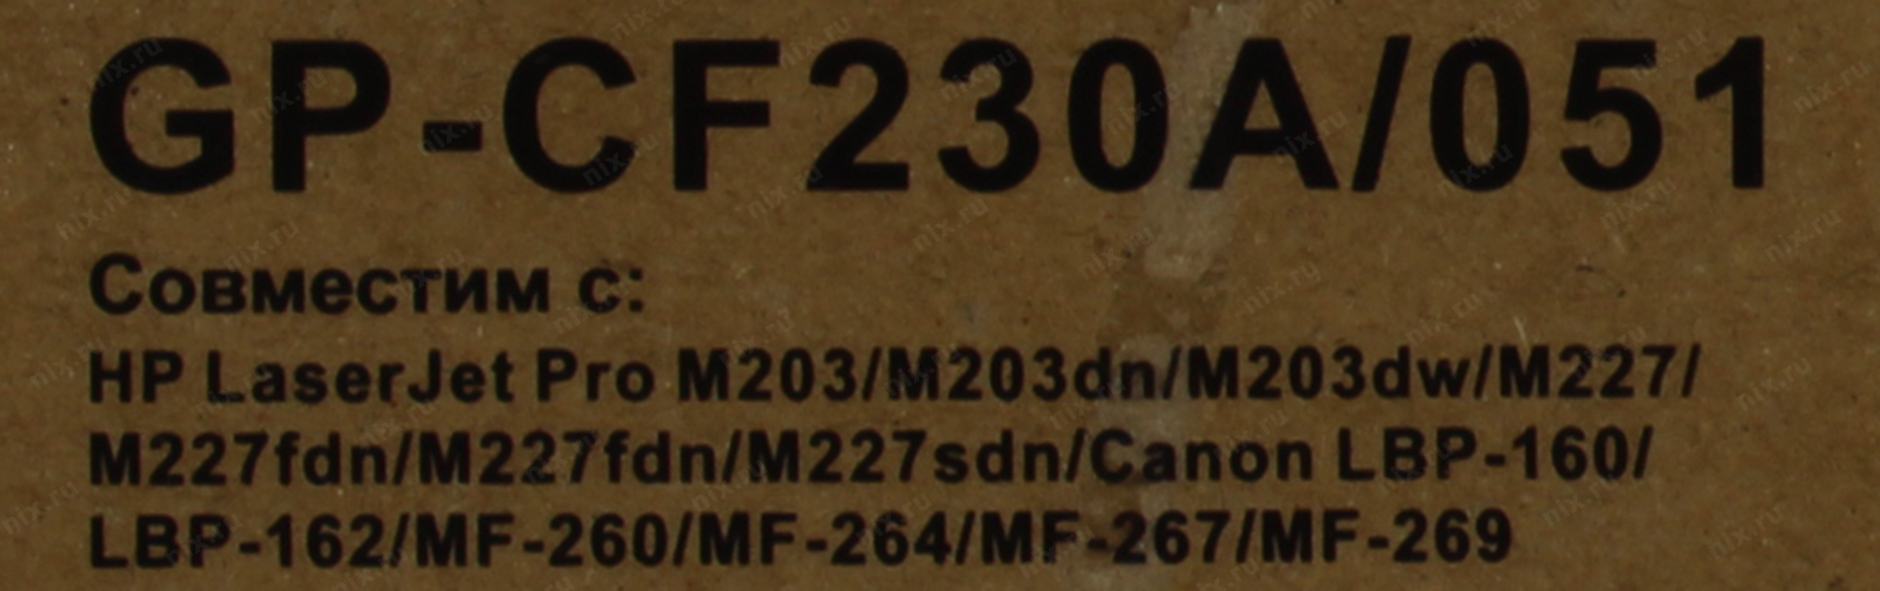 GP-CF230A/051
Совместим с:
HP LaserJet Pro M203/M203dn/M203dw/M227/
M227fdn/M227fdn/M227sdn/Canon LBP-160/
LBP-162/MF-260/MF-264/MF-267/MF-269